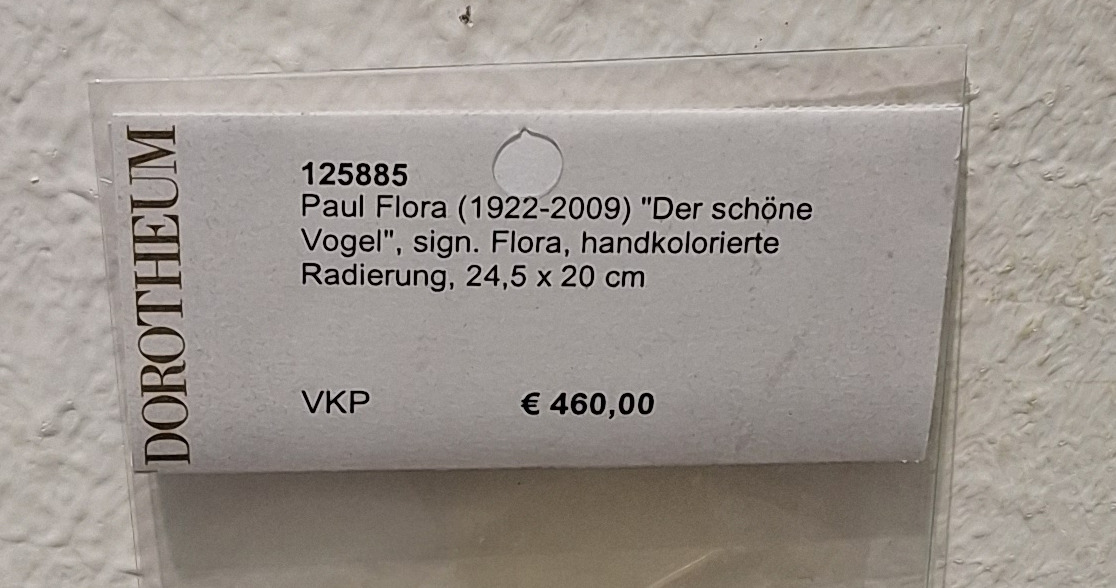 DOROTHEUM
125885
Paul Flora (1922-2009) "Der schöne
Vogel", sign. Flora, handkolorierte
Radierung, 24,5 x 20 cm
VKP € 460,00